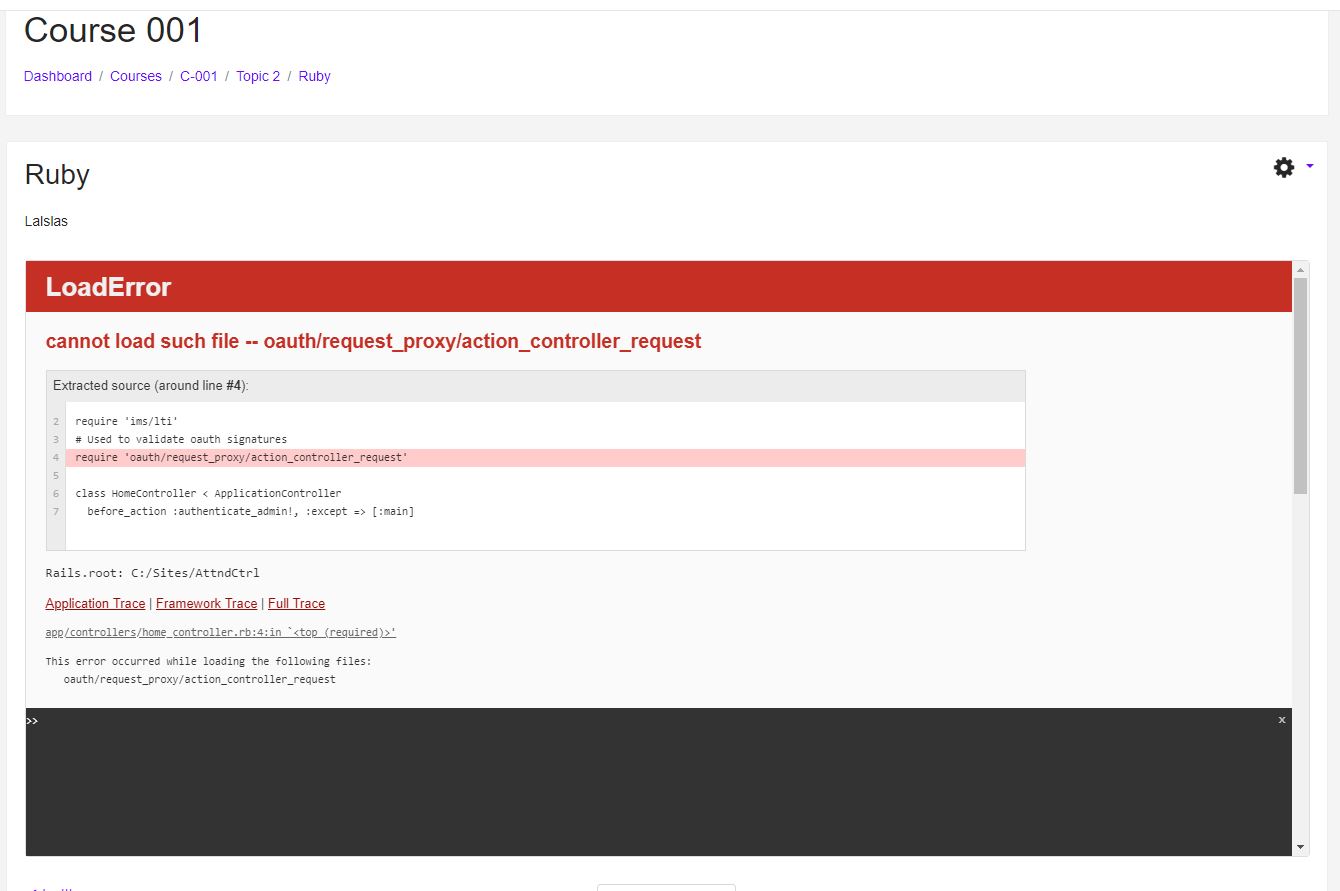 Course 001
Dashboard / Courses / C-001 / Topic 2 / Ruby
Ruby
Lalslas
LoadError
cannot load such file -- oauth/request_proxy/action_controller_request
Extracted source (around line #4):
2 require 'ims/lti'
3 # Used to validate oauth signatures
4 require 'oauth/request_proxy/action_controller_request'
5
6 class HomeController < ApplicationController
7 before_action :authenticate_admin!, :except => [:main]
Rails.root: C:/Sites/AttndCtrl
Application Trace | Framework Trace | Full Trace
app/controllers/home_controller.rb:4:in `<top (required)>'
This error occurred while loading the following files:
oauth/request_proxy/action_controller_request
>> x